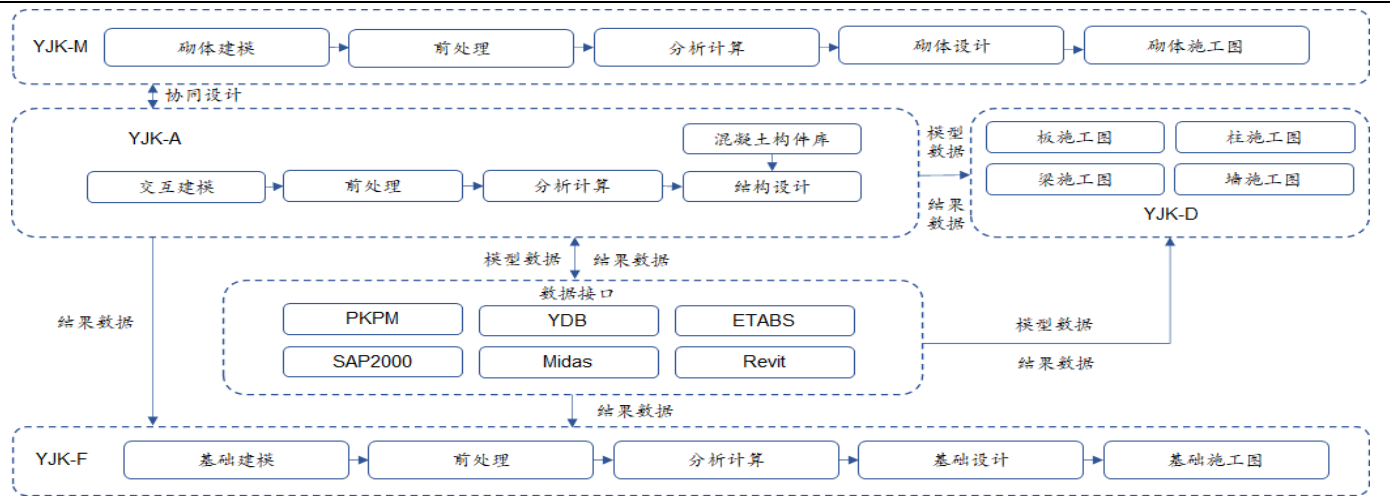 YJK-M
砌体建模
前处理
分析计算
砌体设计
砌体施工图
协同设计
YJK-A
混凝土构件库
交互建模
前处理
分析计算
结构设计
模型
数据
结果
数据
板施工图
柱施工图
梁施工图
墙施工图
YJK-D
模型数据
结果数据
数据接口
PKPM
YDB
ETABS
SAP2000
Midas
Revit
结果数据
模型数据
结果数据
结果数据
YJK-F
基础建模
前处理
分析计算
基础设计
基础施工图